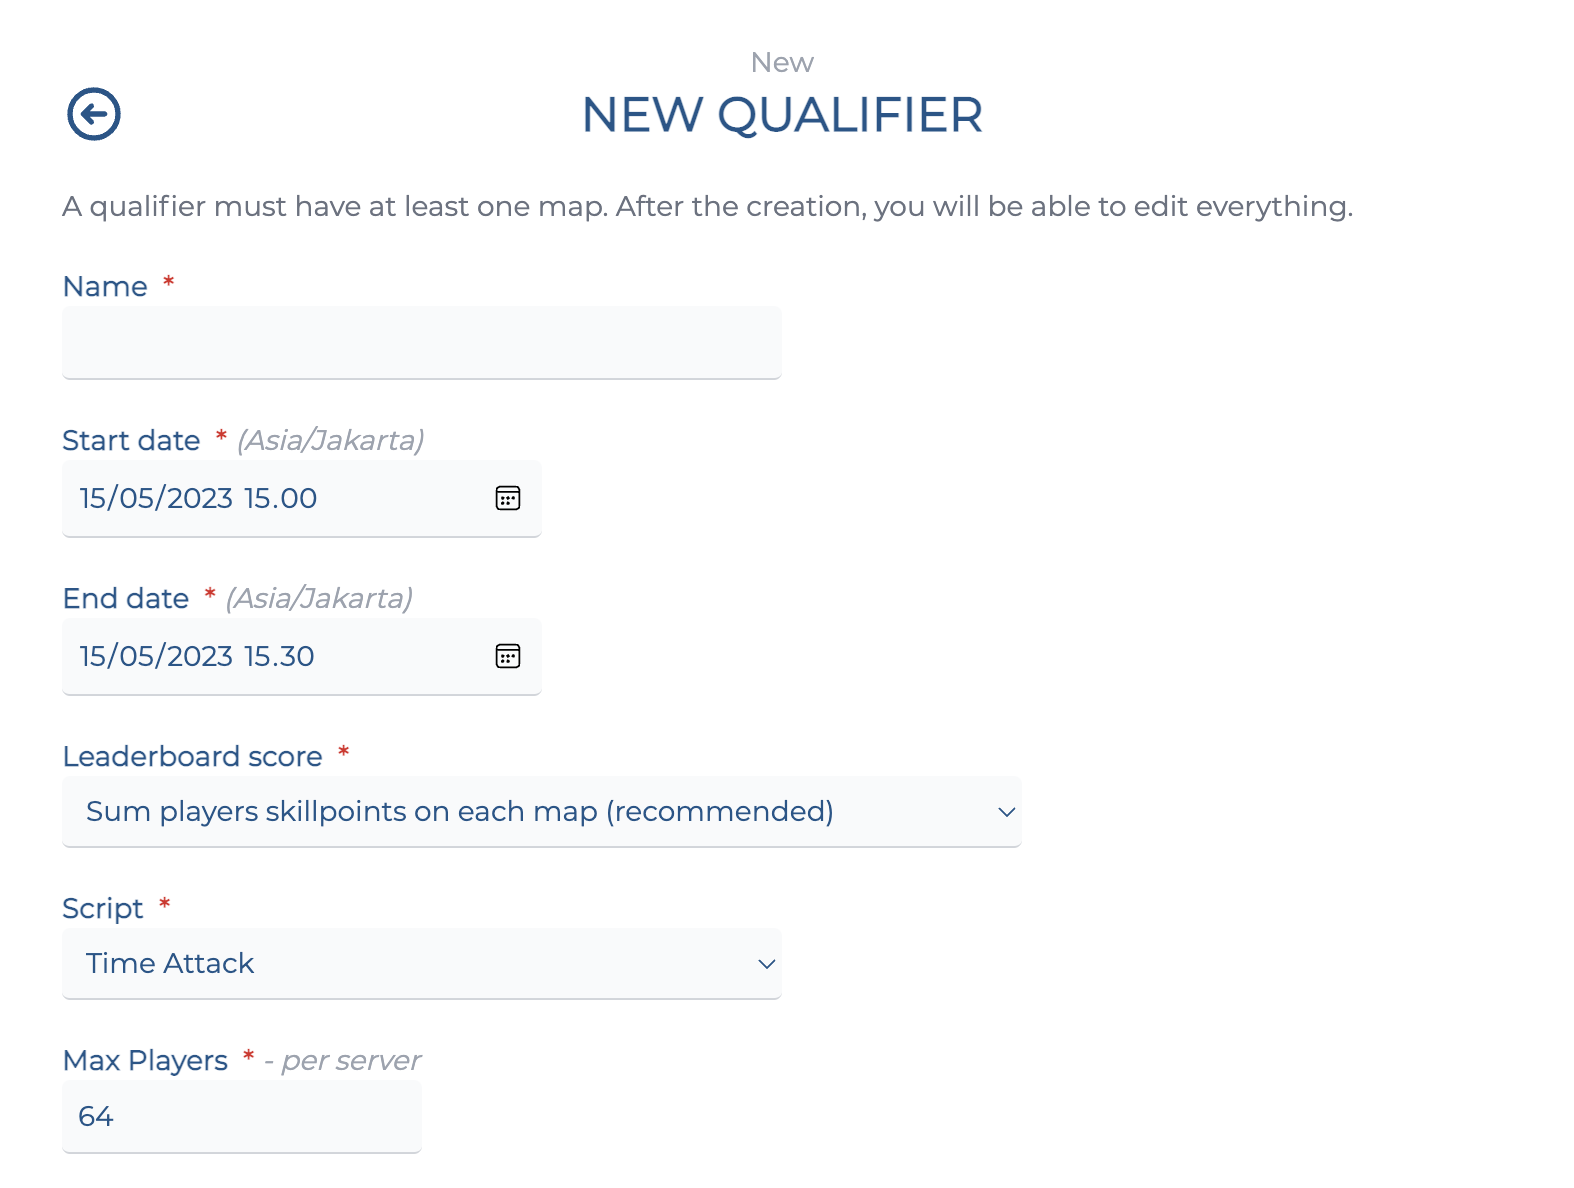 New
NEW QUALIFIER
A qualifier must have at least one map. After the creation, you will be able to edit everything.
Name *
Start date * (Asia/Jakarta)
15/05/2023 15.00
End date * (Asia/Jakarta)
15/05/2023 15.30
Leaderboard score *
Sum players skillpoints on each map (recommended)
Script *
Time Attack
Max Players * - per server
64